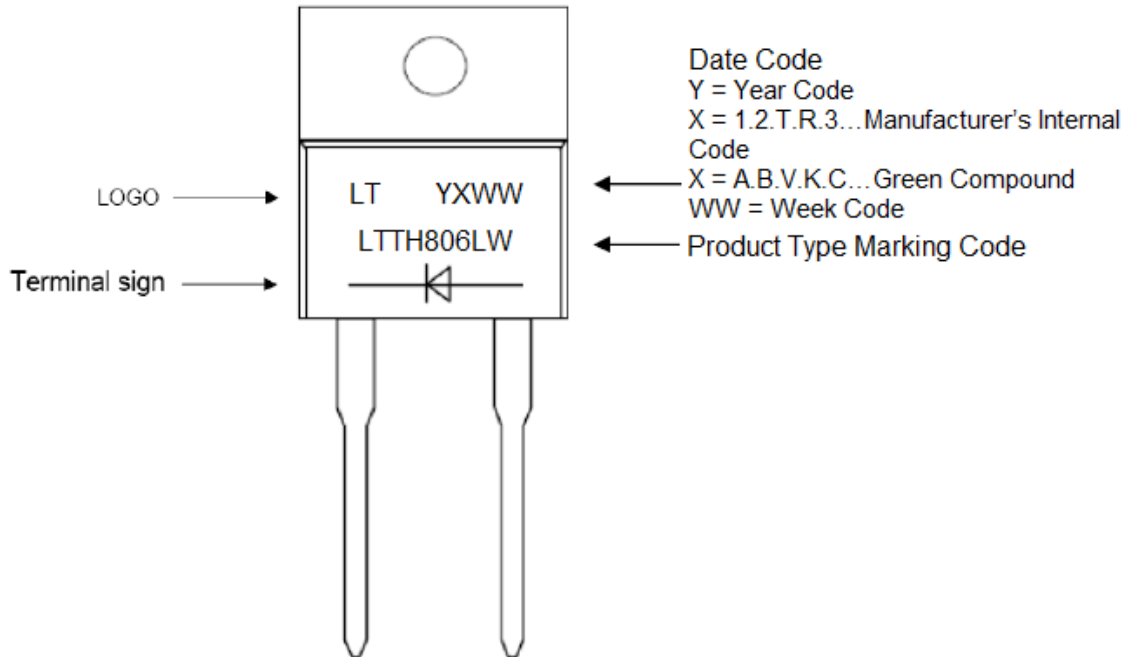 Date Code
Y = Year Code
X = 1.2.T.R.3...Manufacturer's Internal
Code
X = A.B.V.K.C...Green Compound
WW = Week Code
LOGO
LT YXWW
LTTH806LW
Product Type Marking Code
Terminal sign